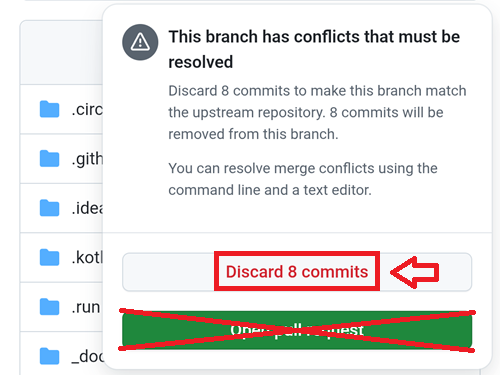 This branch has conflicts that must be
resolved
Discard 8 commits to make this branch match
the upstream repository. 8 commits will be
removed from this branch.
You can resolve merge conflicts using the
command line and a text editor.
.circ
.gith
.idea
.kotl
.run
_doc
Discard 8 commits
Open pull request